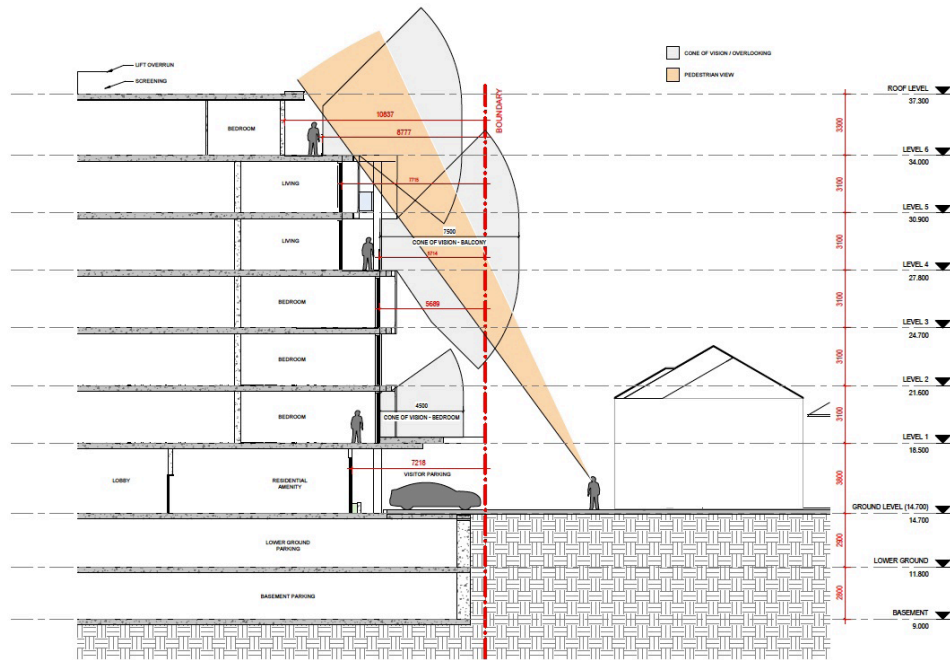 LIFT OVERRUN
SCREENING
CONE OF VISION / OVERLOOKING
PEDESTRIAN VIEW
BOUNDARY
ROOF LEVEL
37.300
10837
8777
BEDROOM
3300
LEVEL 6
34.000
LIVING
7716
3100
LEVEL 5
30.900
LIVING
7500
CONE OF VISION - BALCONY
3100
LEVEL 4
27.800
BEDROOM
5689
3100
LEVEL 3
24.700
BEDROOM
3100
LEVEL 2
21.600
BEDROOM
4500
CONE OF VISION - BEDROOM
3100
LEVEL 1
18.500
LOBBY
RESIDENTIAL
AMENITY
7218
VISITOR PARKING
3800
GROUND LEVEL (14.700)
14.700
LOWER GROUND
PARKING
LOWER GROUND
11.800
BASEMENT PARKING
BASEMENT
9.000